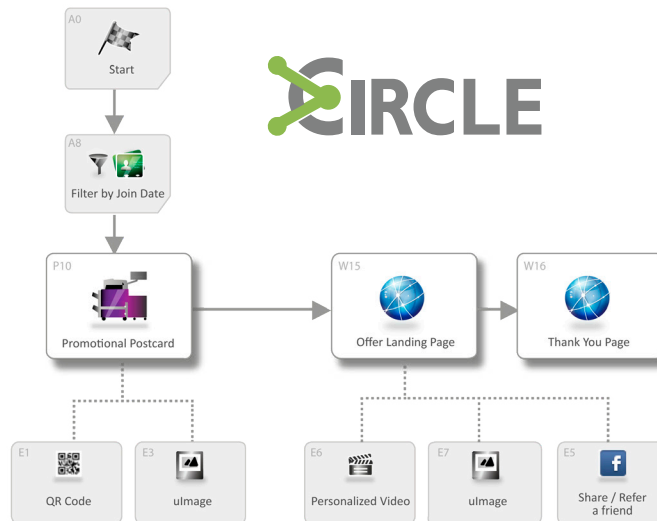 A0
Start
CIRCLE
A8
Filter by Join Date
P10
Promotional Postcard
W15
Offer Landing Page
W16
Thank You Page
E1
QR Code
E3
uImage
E6
Personalized Video
E7
uImage
E5
f
Share / Refer
a friend